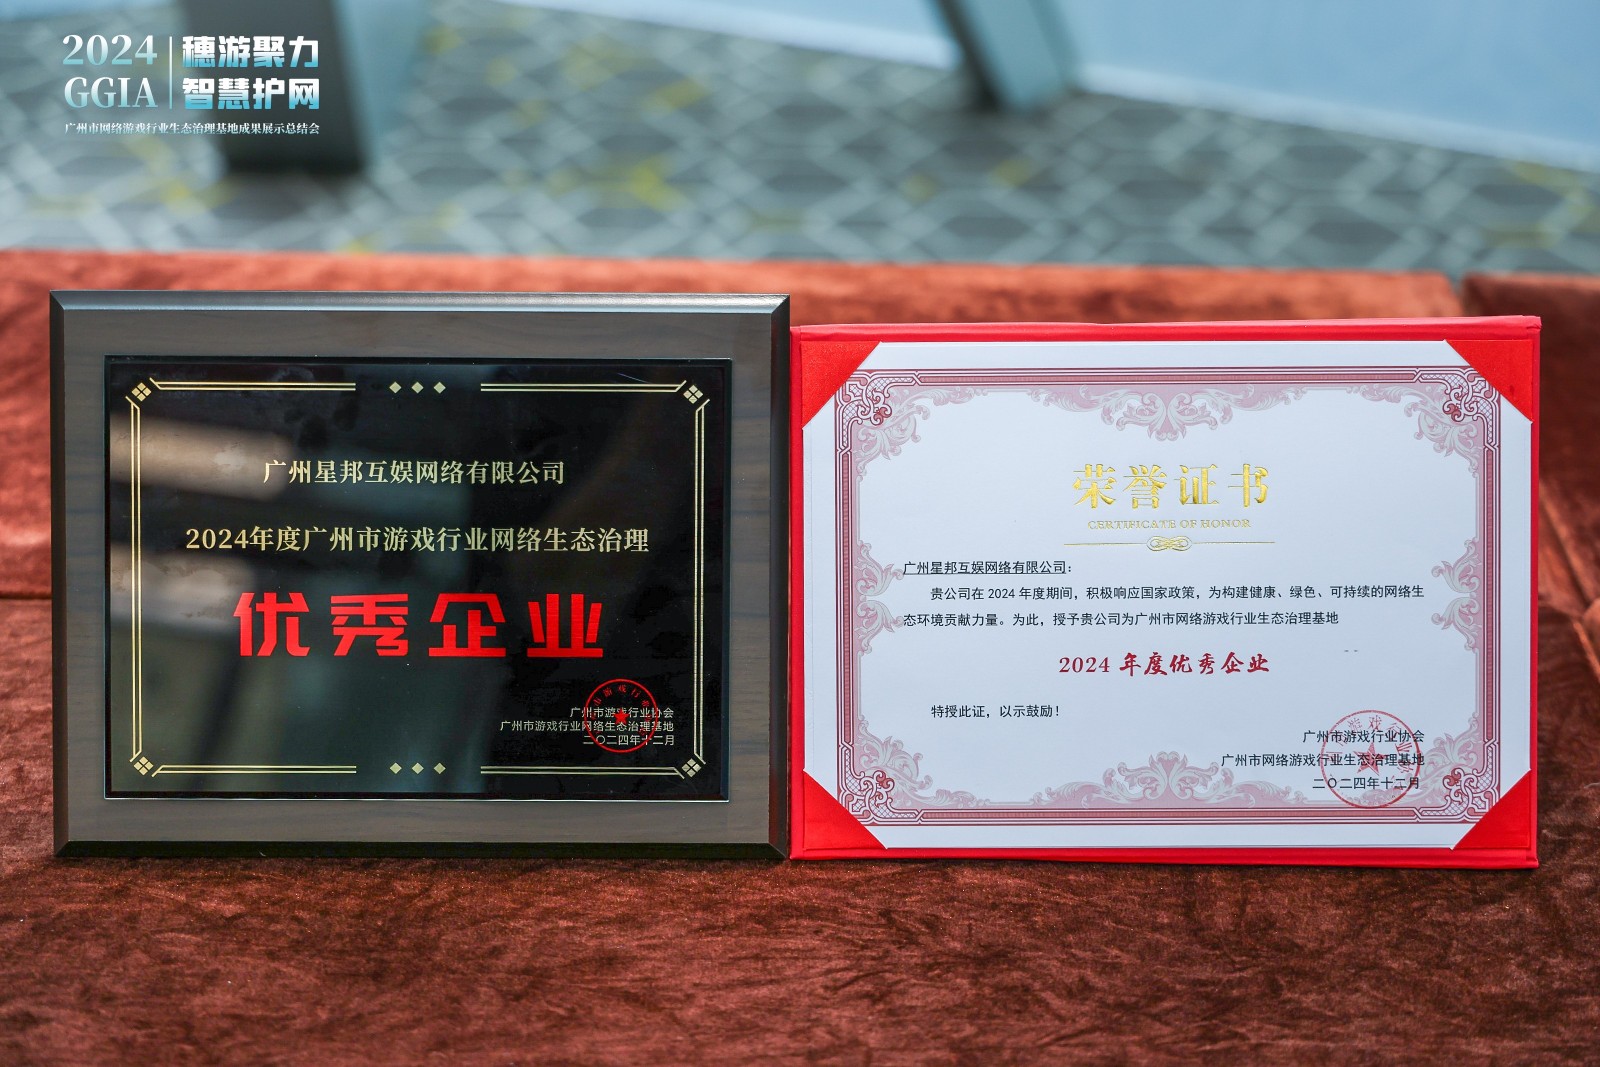 2024 穗游聚力
GGIA 智慧护网
广州市网络游戏行业生态治理基地成果展示总结会
广州星邦互娱网络有限公司
2024年度广州市游戏行业网络生态治理
优秀企业
广州市游戏行业协会
广州市游戏行业网络生态治理基地
二〇二四年十二月
荣誉证书
CERTIFICATE OF HONOR
广州星邦互娱网络有限公司：
贵公司在 2024 年度期间，积极响应国家政策，为构建健康、绿色、可持续的网络生
态环境贡献力量。为此，授予贵公司为广州市网络游戏行业生态治理基地
2024 年度优秀企业
特授此证，以示鼓励！
广州市游戏行业协会
广州市网络游戏行业生态治理基地
二〇二四年十二月